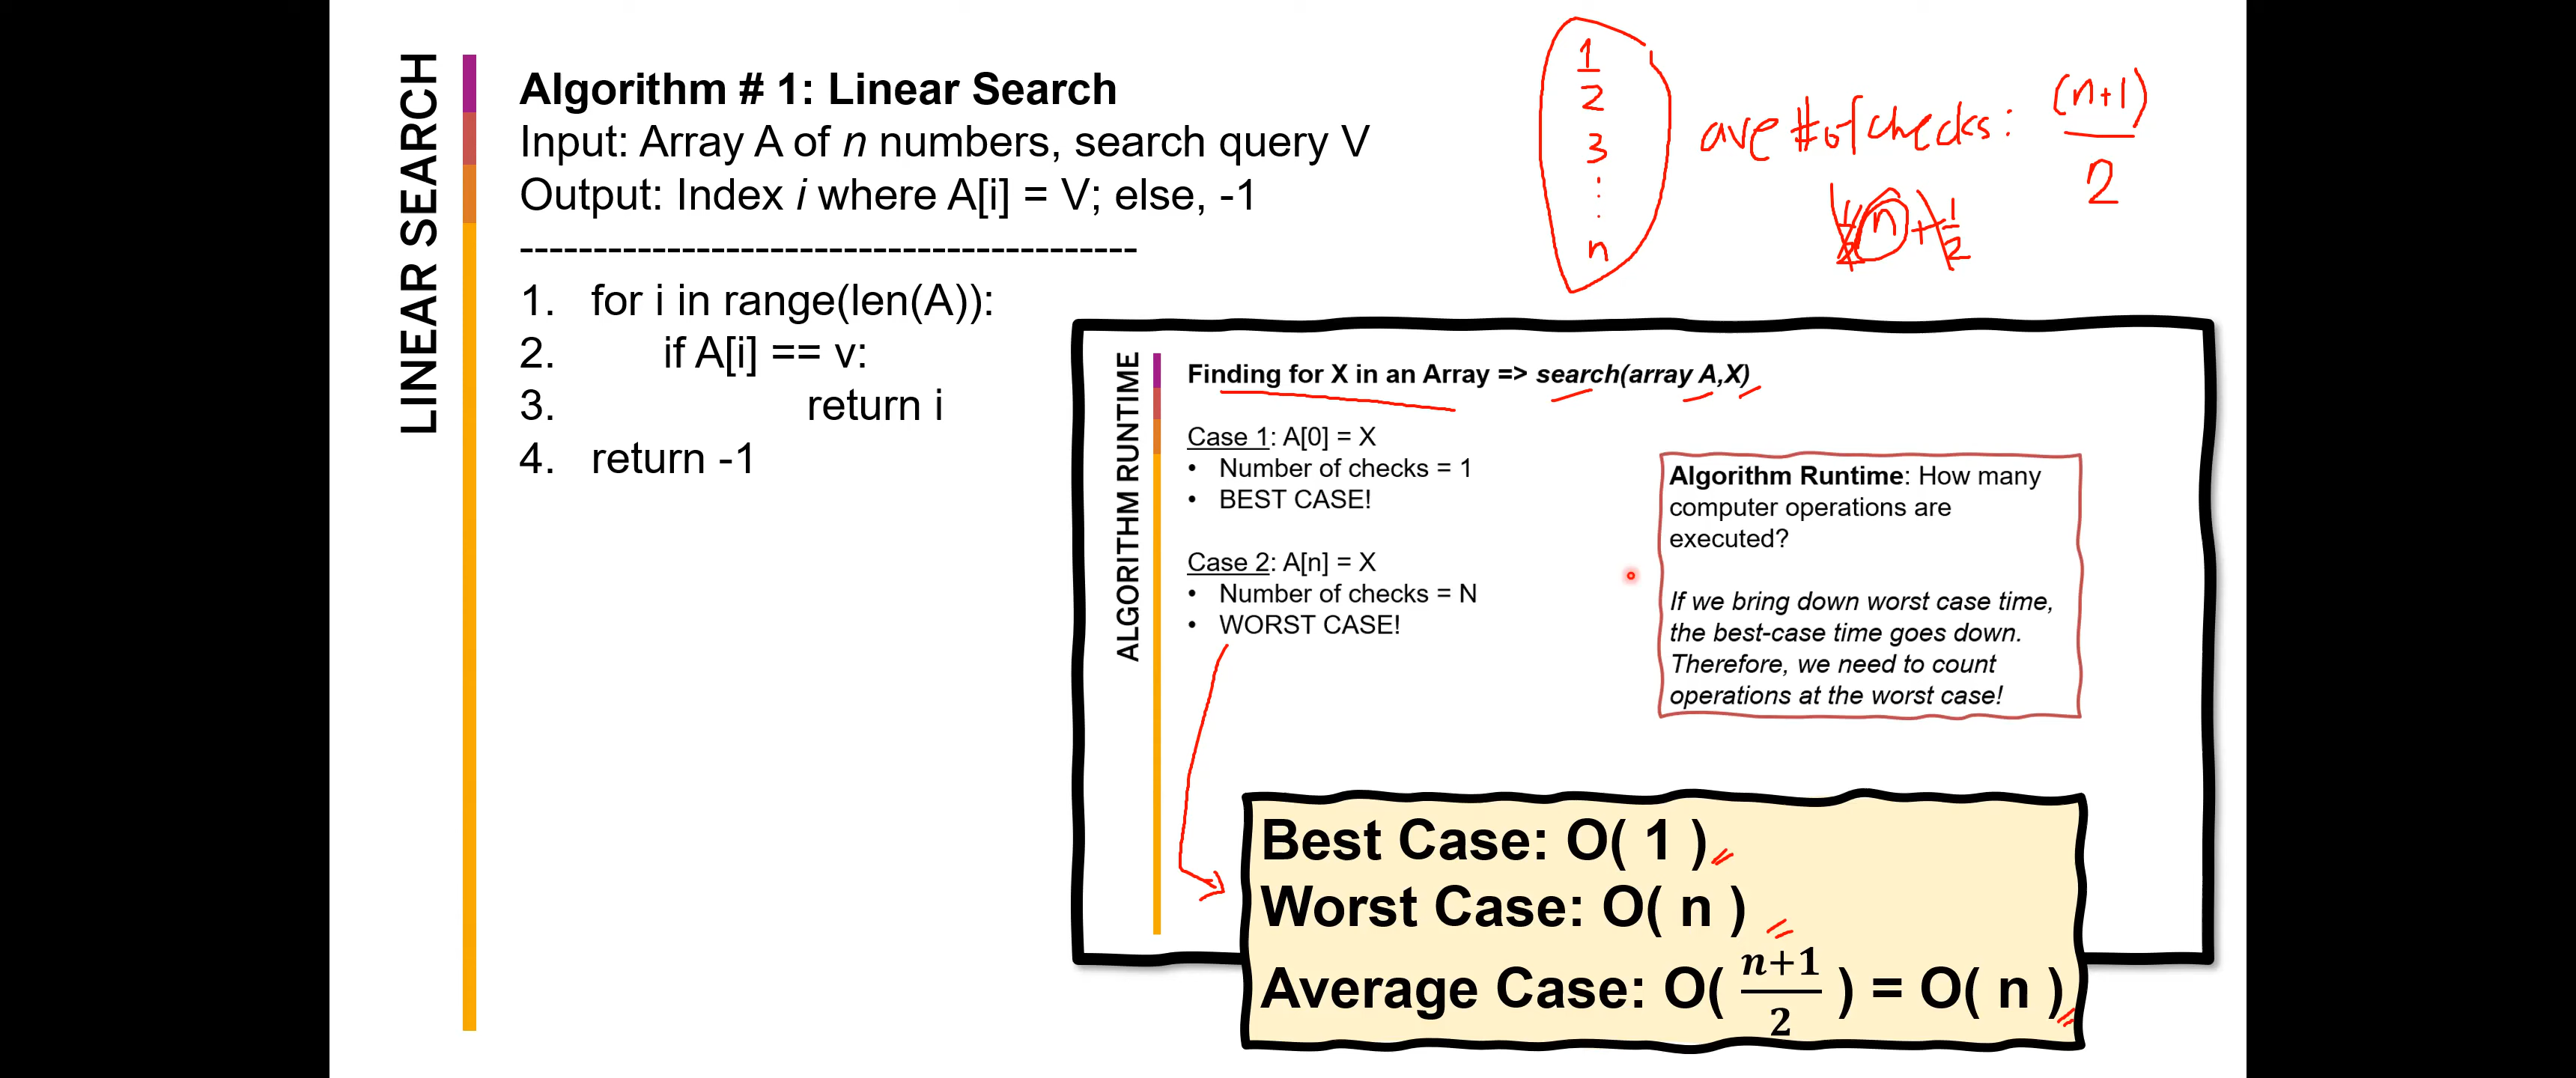 LINEAR SEARCH
Algorithm # 1: Linear Search
Input: Array A of n numbers, search query V
Output: Index i where A[i] = V; else, -1
------------------------------------------
1. for i in range(len(A)):
2. if A[i] == v:
3. return i
4. return -1
1
2
3
:
:
n
ave # of checks: (n+1)
2
1/2 n + 1/2
ALGORITHM RUNTIME
Finding for X in an Array => search(array A,X)
Case 1: A[0] = X
• Number of checks = 1
• BEST CASE!
Case 2: A[n] = X
• Number of checks = N
• WORST CASE!
Algorithm Runtime: How many
computer operations are
executed?
If we bring down worst case time,
the best-case time goes down.
Therefore, we need to count
operations at the worst case!
Best Case: O( 1 )
Worst Case: O( n )
Average Case: O( n+1/2 ) = O( n )